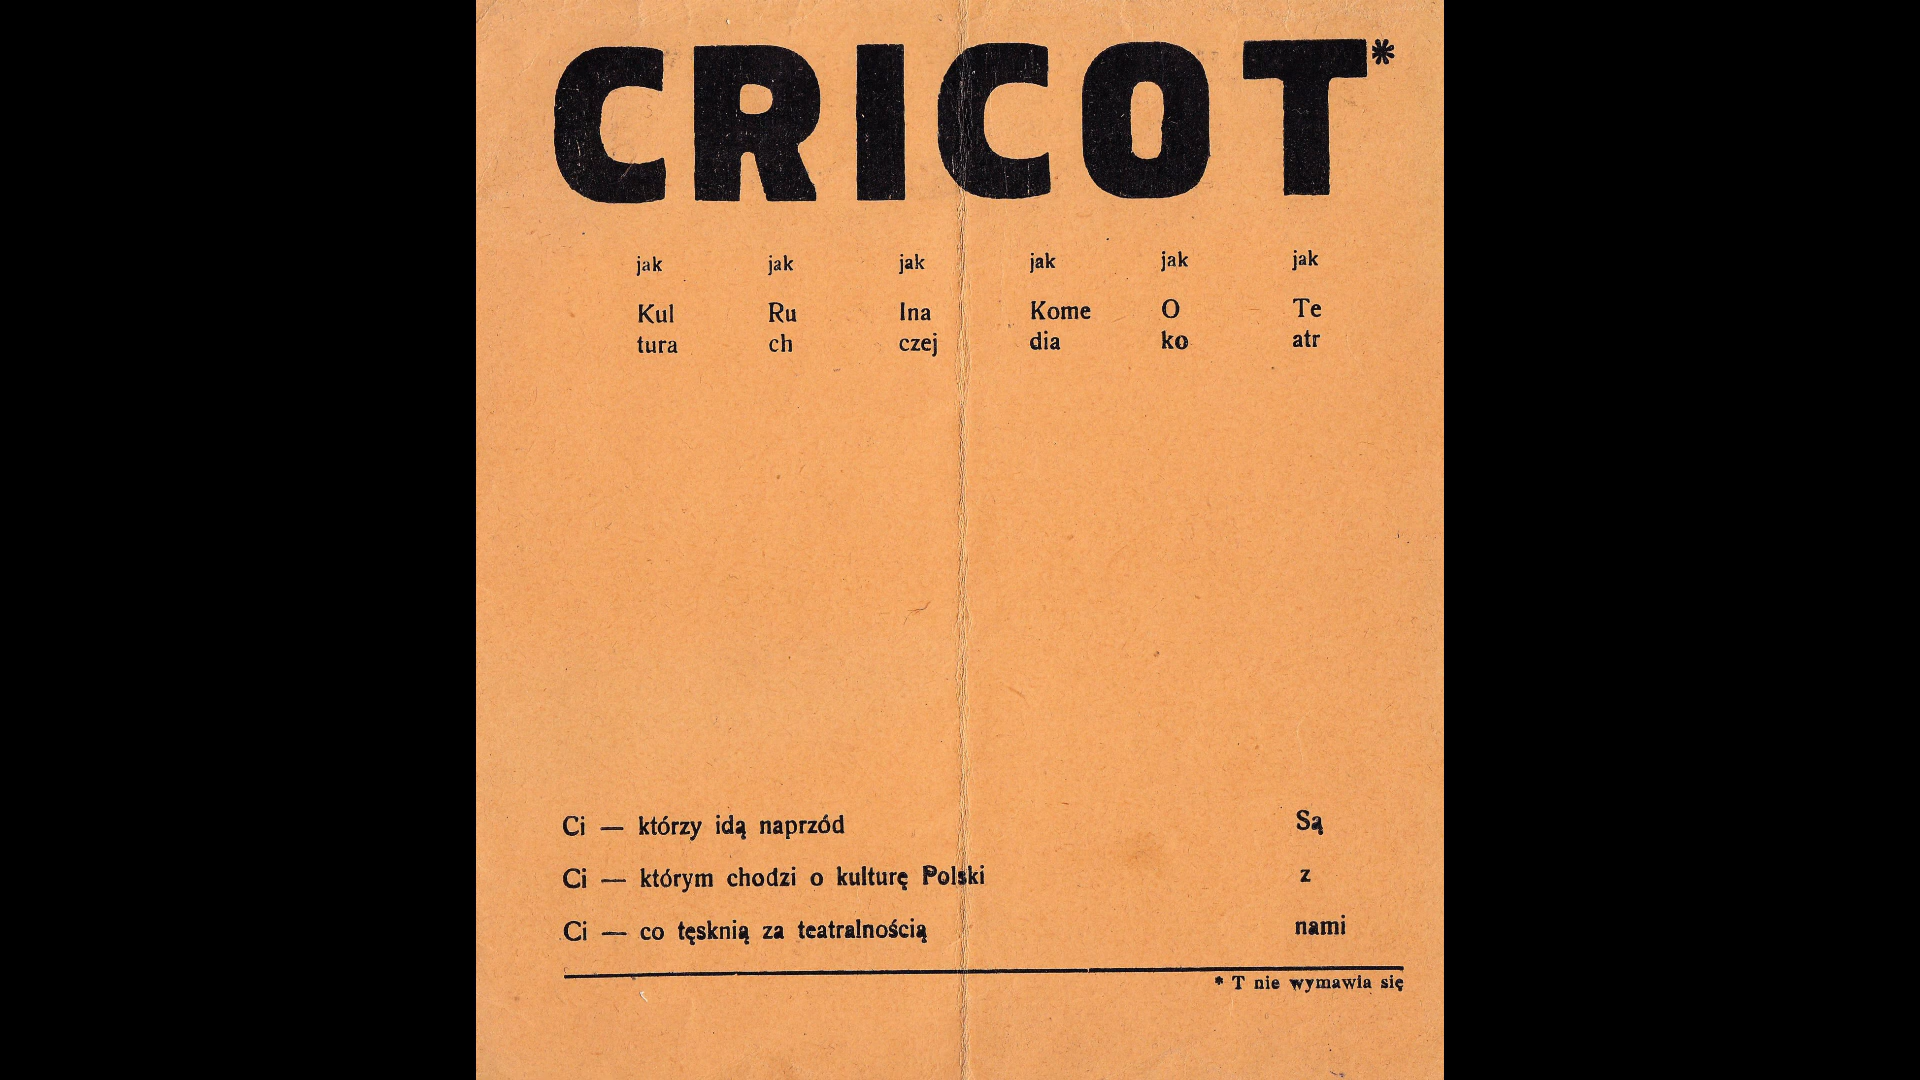 CRICOT*
jak jak jak jak jak jak
Kul Ru Ina Kome O Te
tura ch czej dia ko atr
Ci — którzy idą naprzód Są
Ci — którym chodzi o kulturę Polski z
Ci — co tęsknią za teatralnością nami
* T nie wymawia się